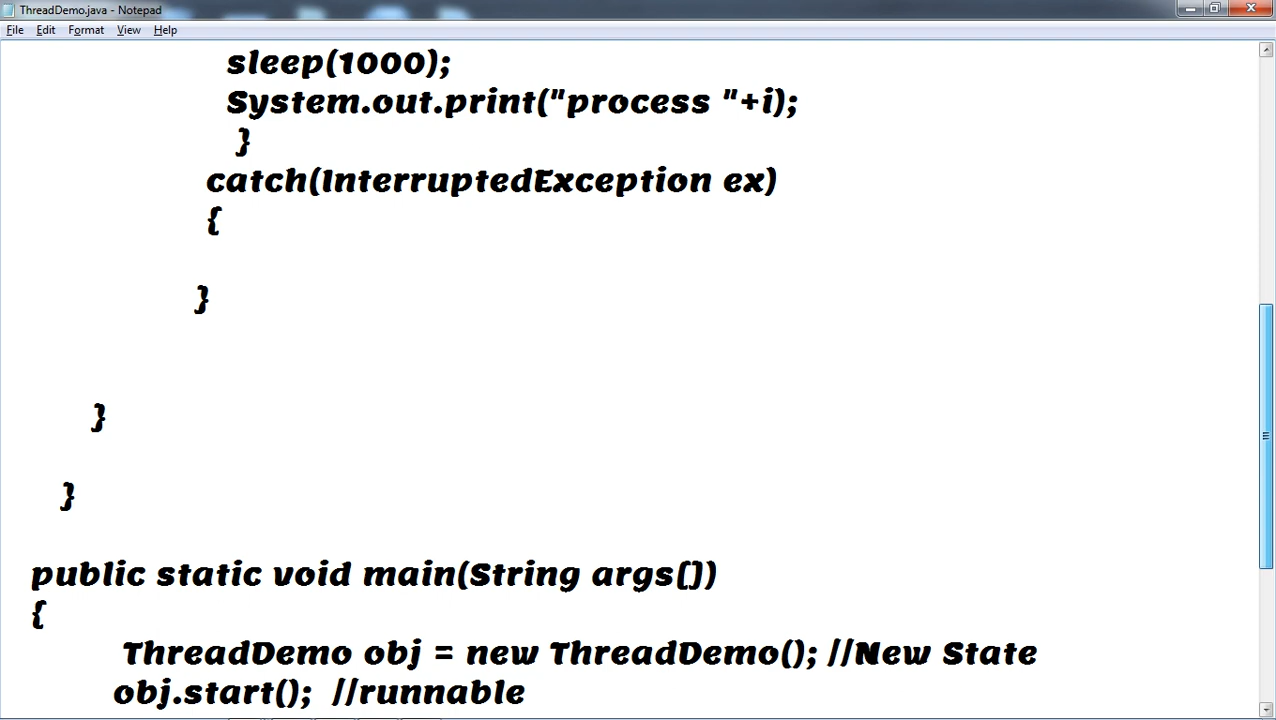 ThreadDemo.java - Notepad
File Edit Format View Help
sleep(1000);
System.out.print("process "+i);
}
catch(InterruptedException ex)
{
}
}
}
public static void main(String args[])
{
ThreadDemo obj = new ThreadDemo(); //New State
obj.start(); //runnable